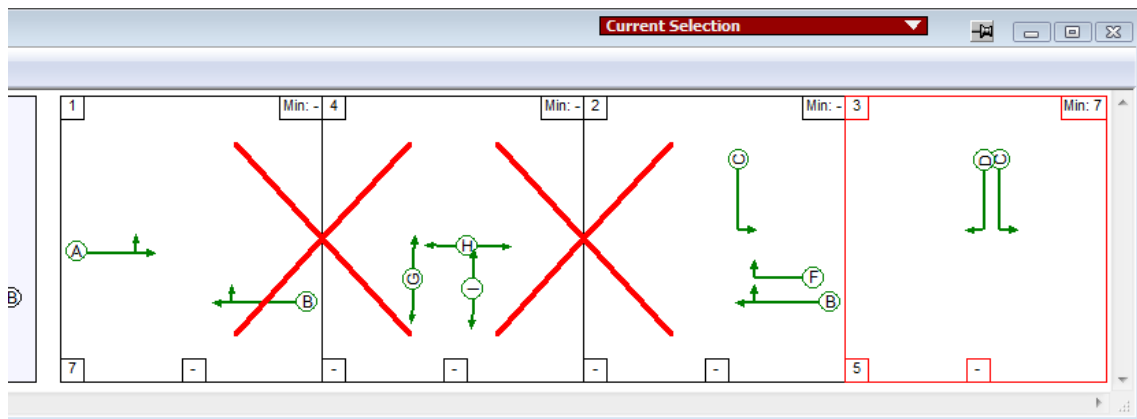 Current Selection
1 Min: - 4 Min: - 2 Min: - 3 Min: 7
C D C
A H
G I F
B B B
7 - - - - - 5 -